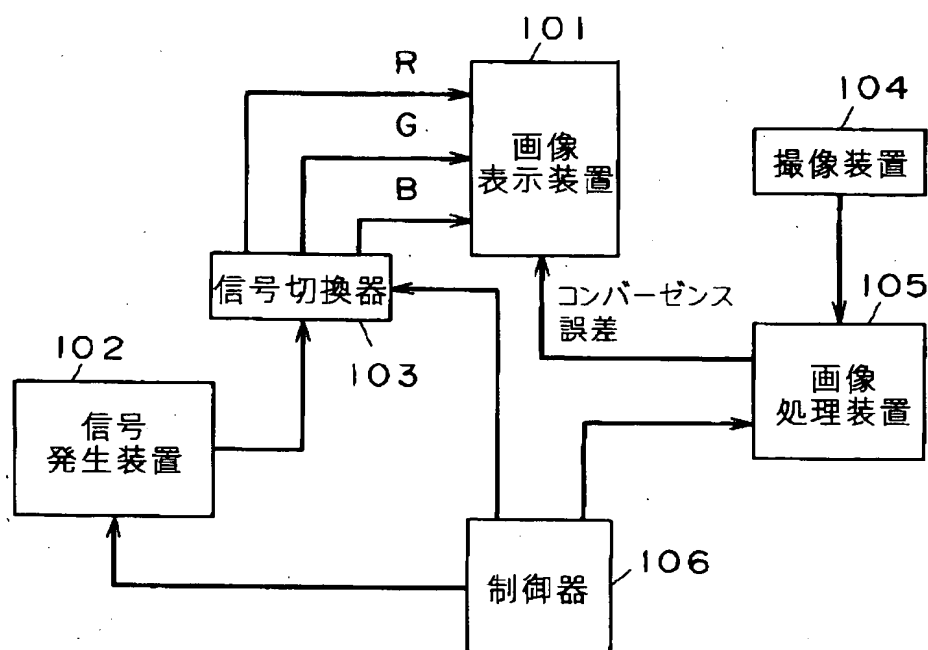 101
R
G
B
画像
表示装置
104
撮像装置
信号切換器
103
コンバーゼンス
誤差
105
画像
処理装置
102
信号
発生装置
制御器
106